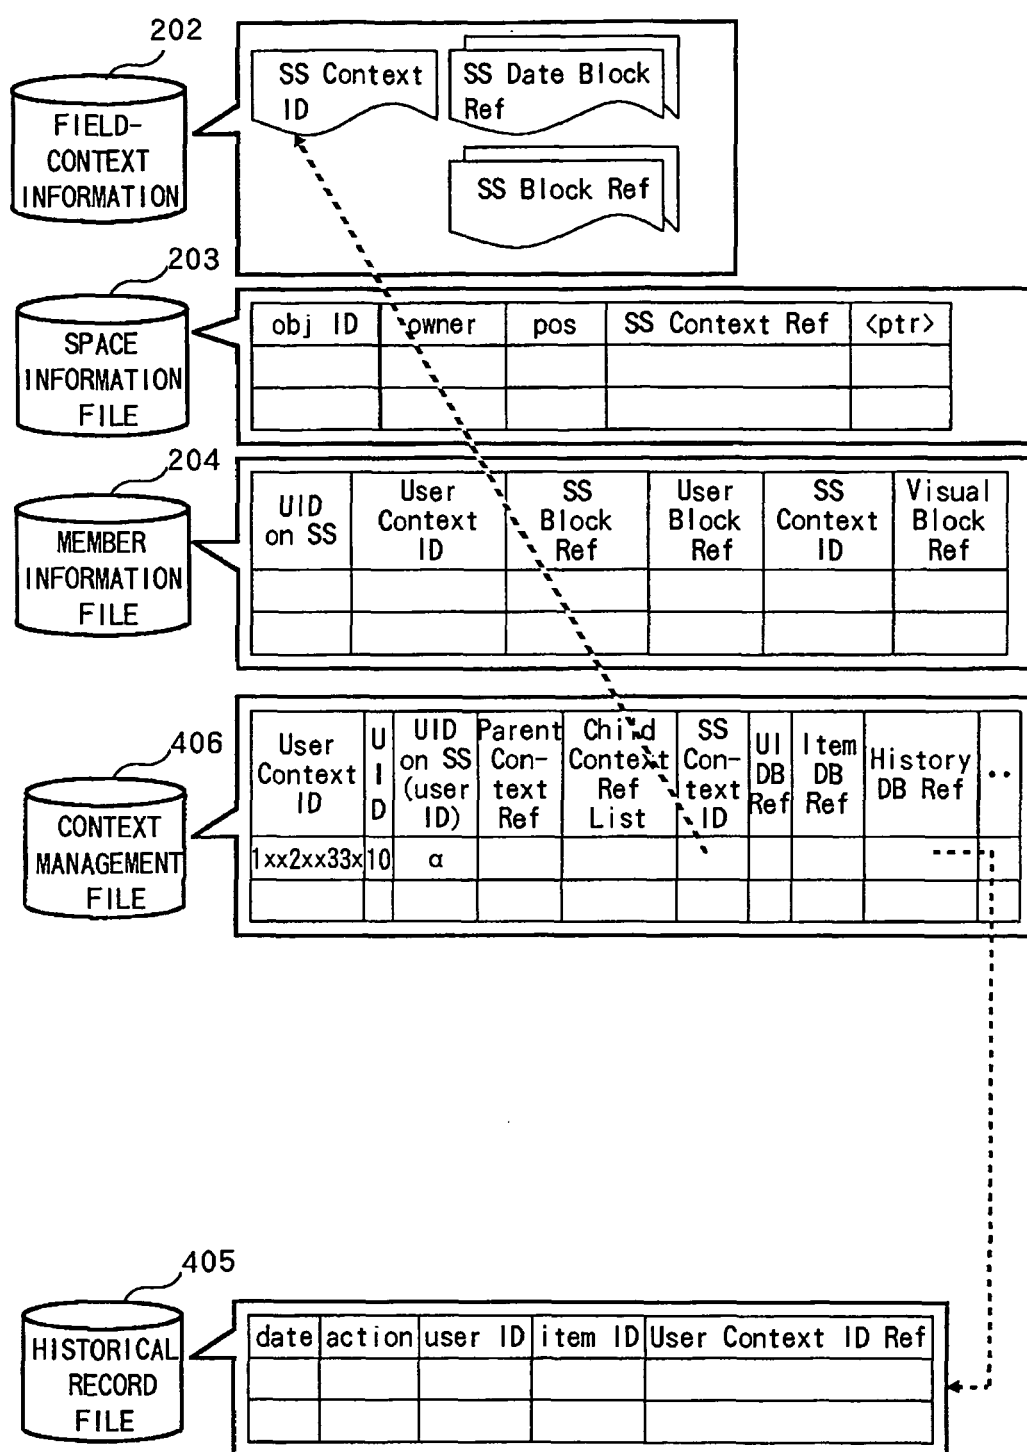 202
FIELD-
CONTEXT
INFORMATION
SS Context
ID
SS Date Block
Ref
SS Block Ref
203
SPACE
INFORMATION
FILE
obj ID owner pos SS Context Ref <ptr>
204
MEMBER
INFORMATION
FILE
UID
on SS
User
Context
ID
SS
Block
Ref
User
Block
Ref
SS
Context
ID
Visual
Block
Ref
406
CONTEXT
MANAGEMENT
FILE
User
Context
ID
U
I
D
UID
on SS
(user
ID)
Parent
Con-
text
Ref
Child
Context
Ref
List
SS
Con-
text
ID
UI
DB
Ref
Item
DB
Ref
History
DB Ref
..
1xx2xx33x 10 α
405
HISTORICAL
RECORD
FILE
date action user ID item ID User Context ID Ref